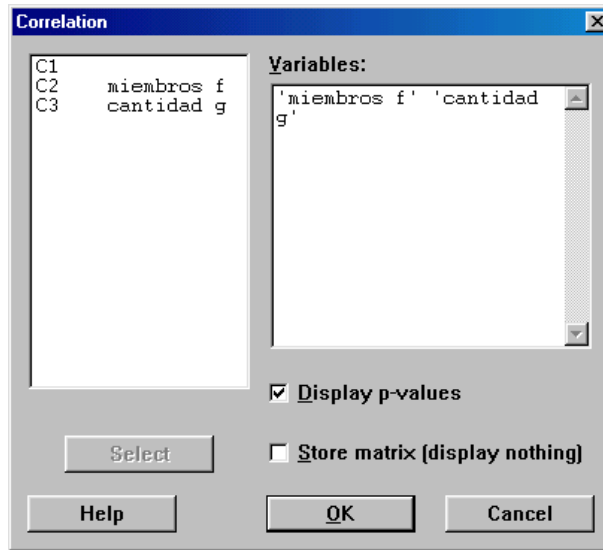 Correlation
C1
C2 miembros f
C3 cantidad g
Variables:
'miembros f' 'cantidad
g'
Display p-values
Select
Store matrix (display nothing)
Help
OK
Cancel